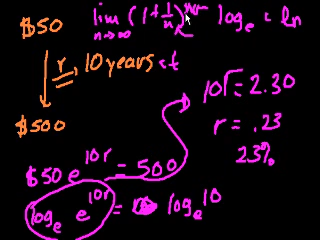 $50
lim (1+1/n)
n→∞
log_e = ln
r, 10 years = t
$500
10r = 2.30
r = .23
23%
$50 e^10r = 500
log_e e^10r = log_e 10